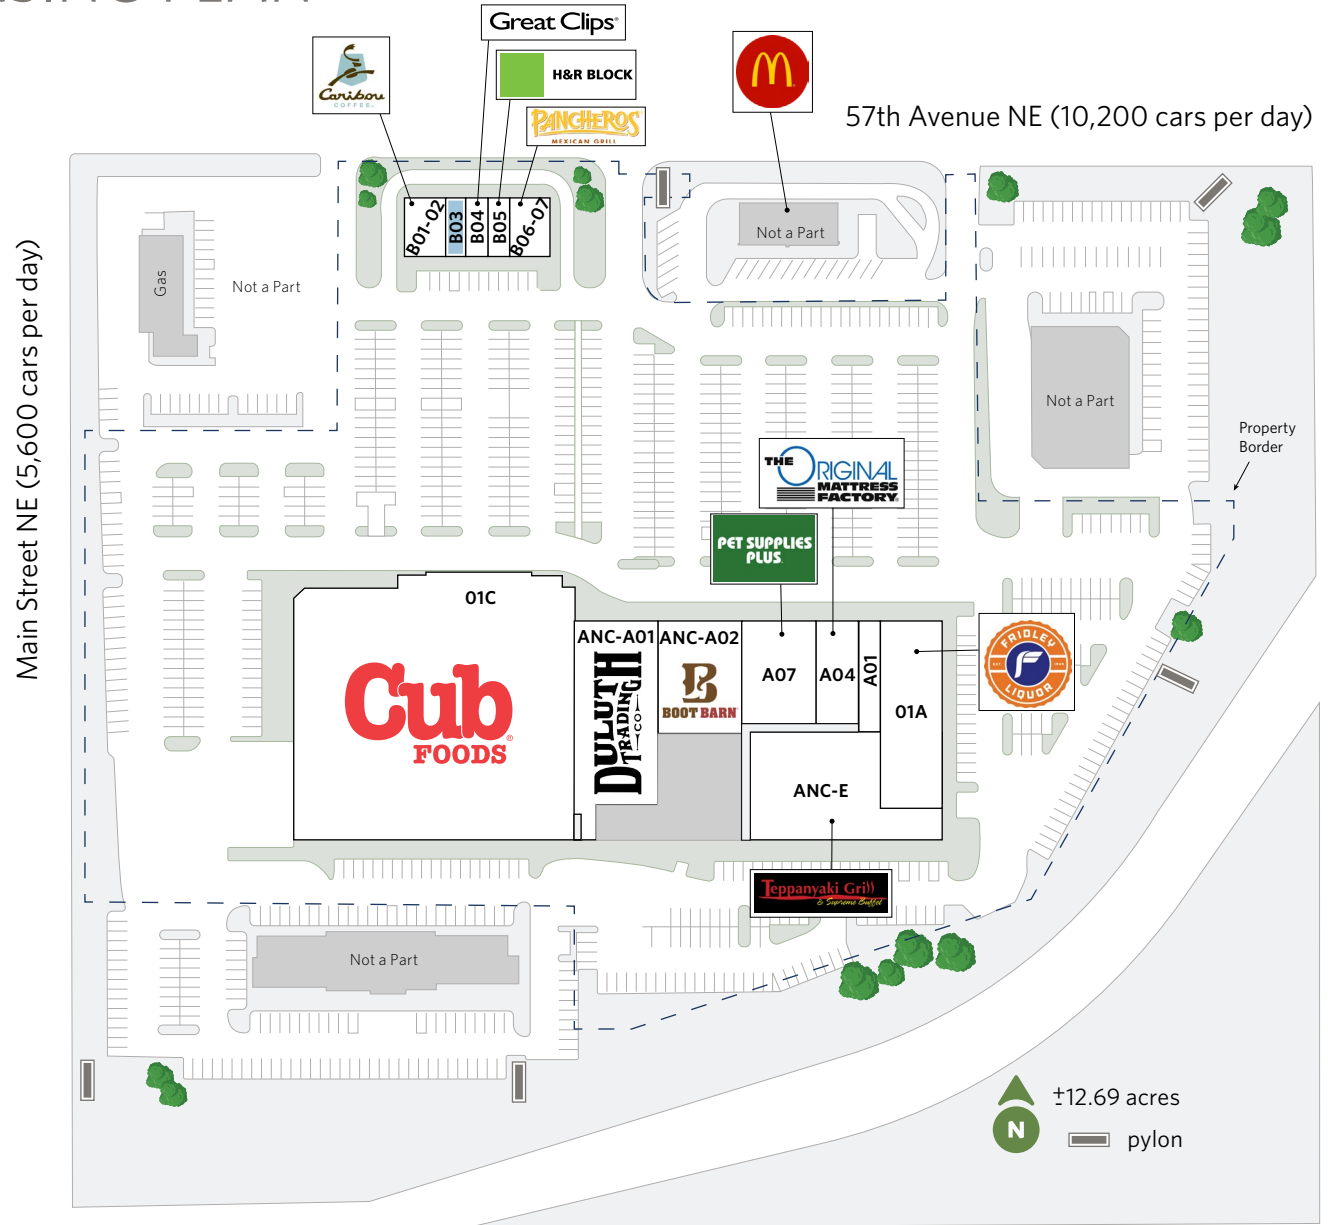 Great Clips®
H&R BLOCK
Caribou
COFFEE
PANCHEROS
MEXICAN GRILL
57th Avenue NE (10,200 cars per day)
B01-02
B03
B04
B05
B06-07
Not a Part
Gas
Not a Part
Main Street NE (5,600 cars per day)
Not a Part
Property
Border
THE ORIGINAL
MATTRESS
FACTORY
PET SUPPLIES
PLUS
01C
Cub
FOODS®
ANC-A01
DULUTH
TRADING
CO
ANC-A02
BOOT BARN
A07
A04
A01
01A
FRIDLEY
F
LIQUOR
ANC-E
Teppanyaki Grill
& Supreme Buffet
Not a Part
±12.69 acres
N
pylon